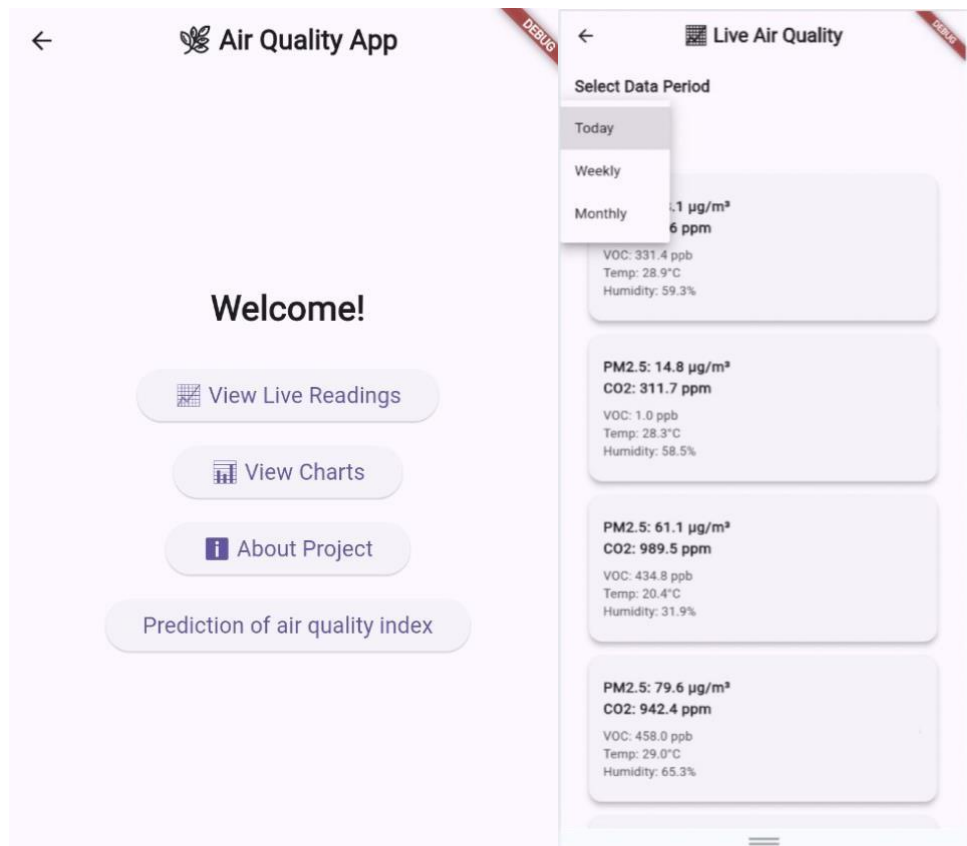 Air Quality App
DEBUG
Welcome!
View Live Readings
View Charts
i About Project
Prediction of air quality index
Live Air Quality
DEBUG
Select Data Period
Today
Weekly
Monthly
.1 µg/m³
6 ppm
VOC: 331.4 ppb
Temp: 28.9°C
Humidity: 59.3%
PM2.5: 14.8 µg/m³
CO2: 311.7 ppm
VOC: 1.0 ppb
Temp: 28.3°C
Humidity: 58.5%
PM2.5: 61.1 µg/m³
CO2: 989.5 ppm
VOC: 434.8 ppb
Temp: 20.4°C
Humidity: 31.9%
PM2.5: 79.6 µg/m³
CO2: 942.4 ppm
VOC: 458.0 ppb
Temp: 29.0°C
Humidity: 65.3%